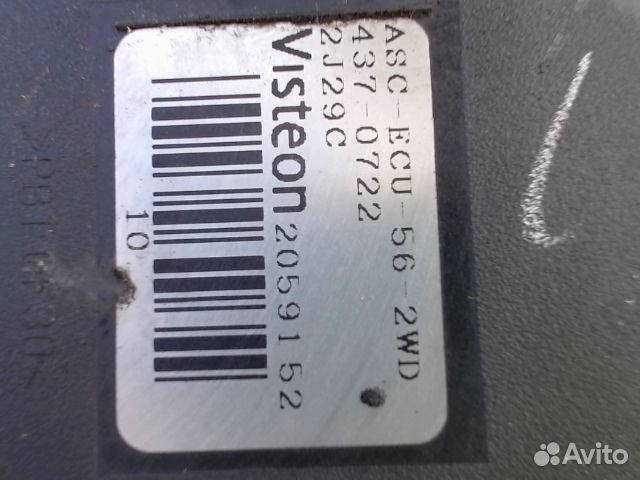 ASC-ECU-56-2WD
437-0722
2J29C
Visteon 2059152
10
Avito